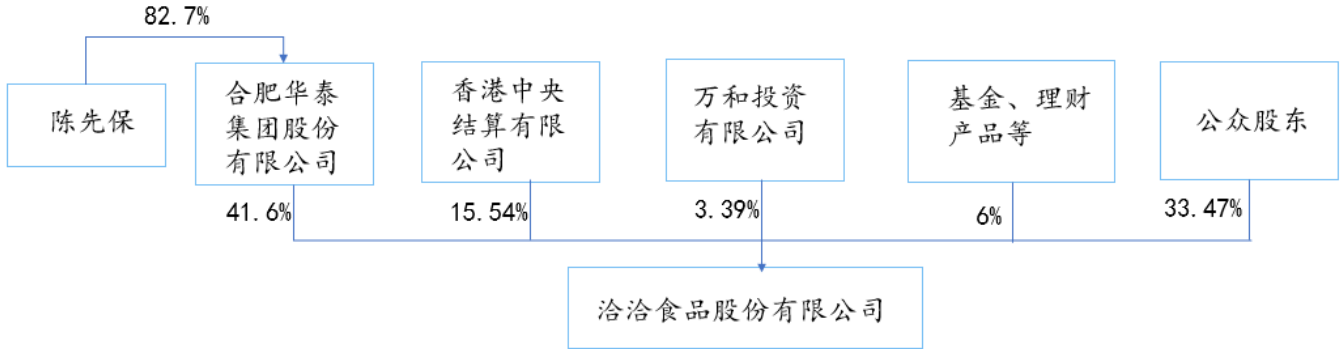 82.7%
陈先保
合肥华泰
集团股份
有限公司
香港中央
结算有限
公司
万和投资
有限公司
基金、理财
产品等
公众股东
41.6%
15.54%
3.39%
6%
33.47%
洽洽食品股份有限公司